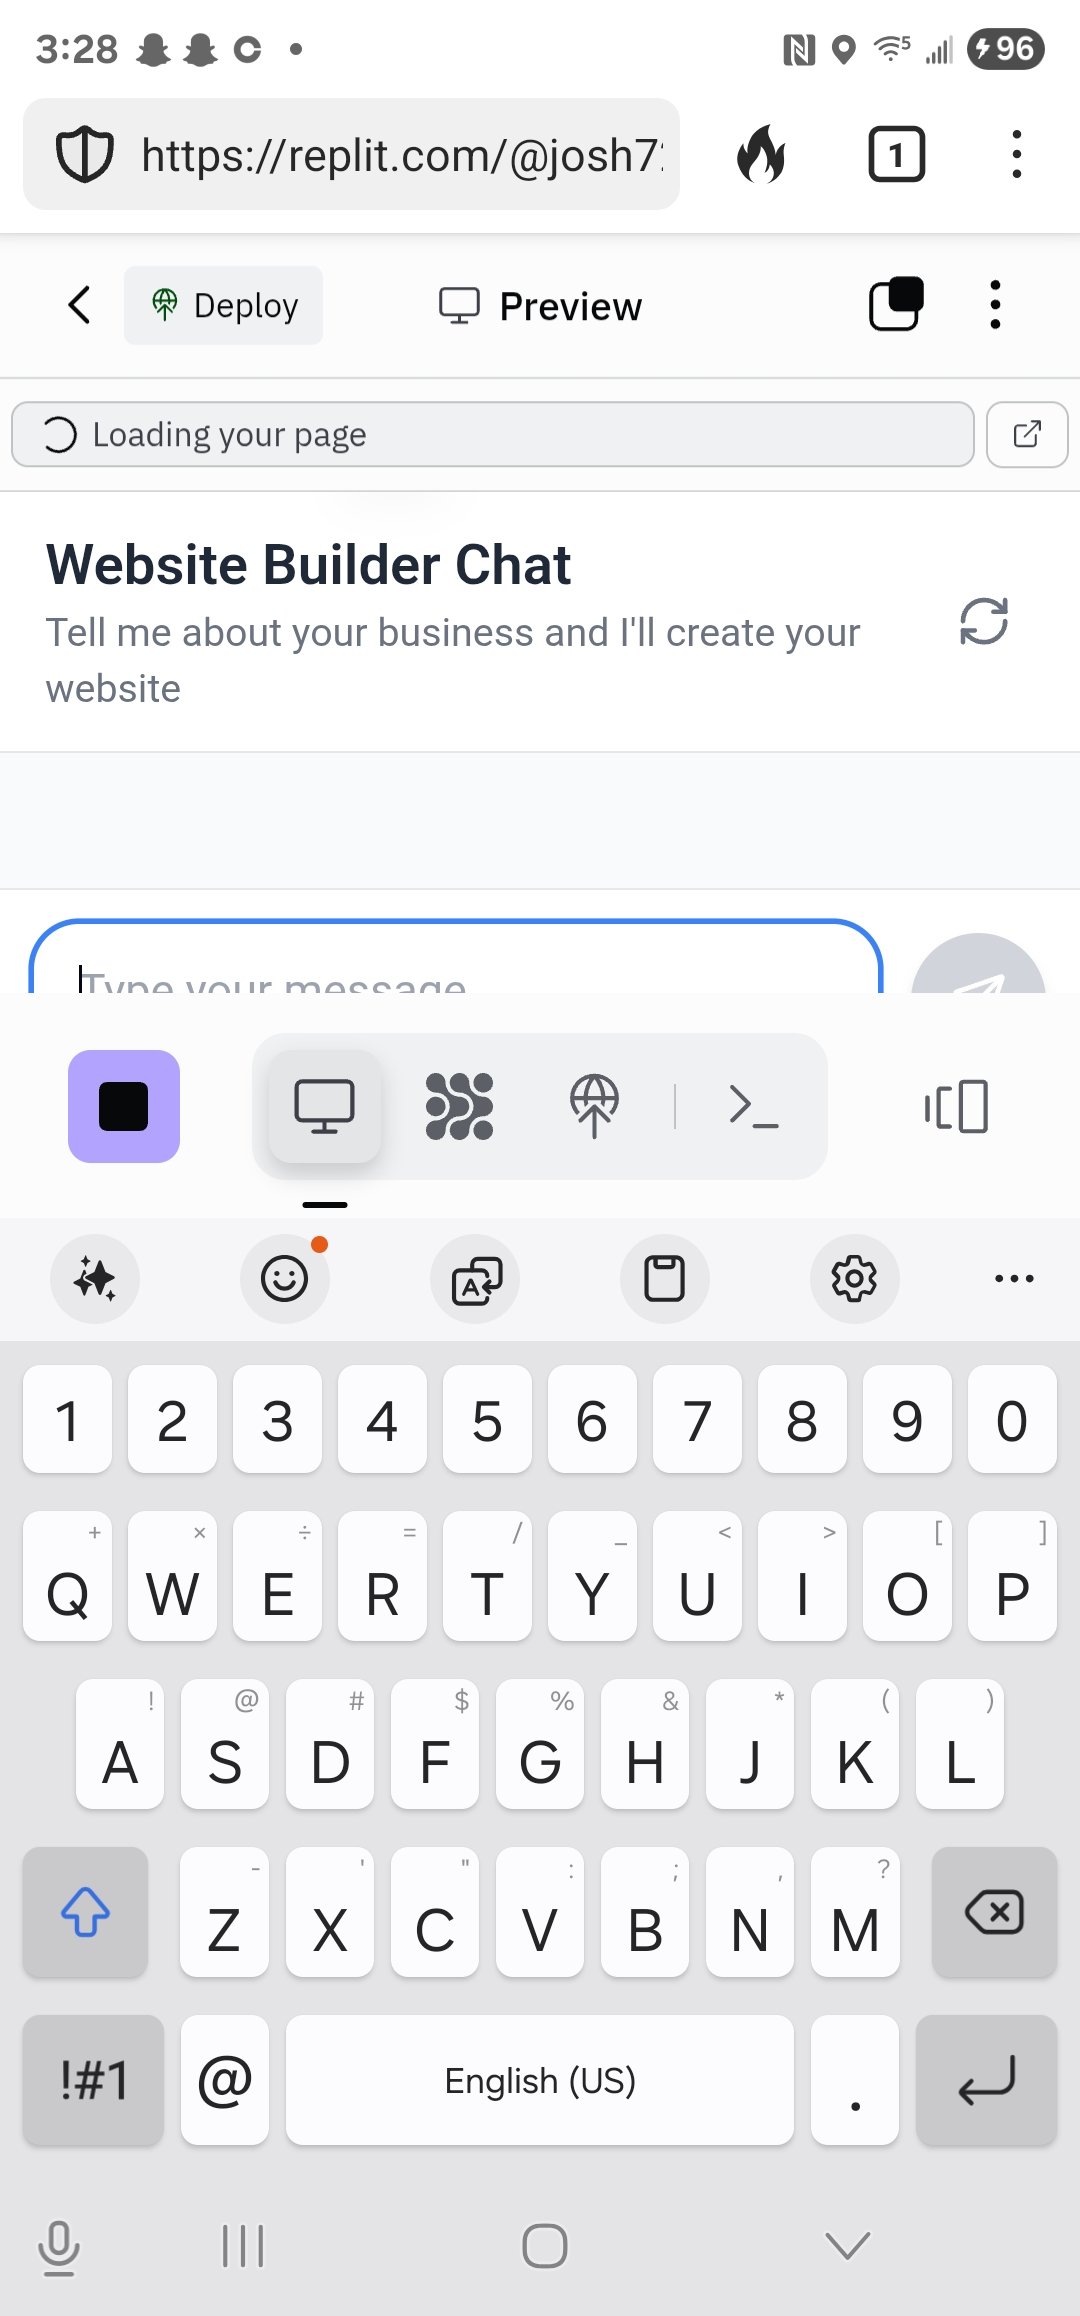 3:28
5
96
https://replit.com/@josh7
1
Deploy
Preview
Loading your page
Website Builder Chat
Tell me about your business and I'll create your
website
Type your message
1 2 3 4 5 6 7 8 9 0
+ × ÷ = / _ < > [ ]
Q W E R T Y U I O P
! @ # $ % & * ( )
A S D F G H J K L
- ' " : ; , ?
Z X C V B N M
!#1 @ English (US) .